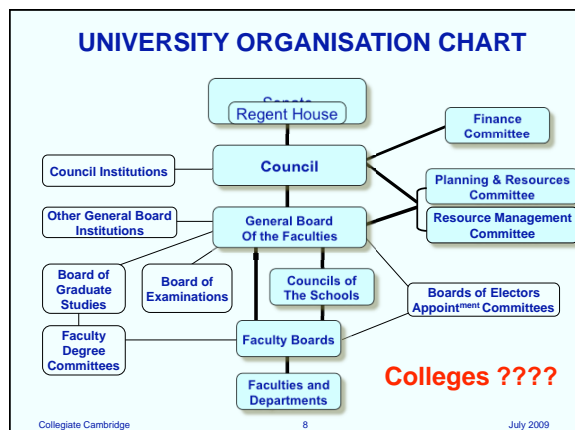 UNIVERSITY ORGANISATION CHART
Senate
Regent House
Finance
Committee
Council
Council Institutions
Planning & Resources
Committee
Other General Board
Institutions
General Board
Of the Faculties
Resource Management
Committee
Board of
Graduate
Studies
Board of
Examinations
Councils of
The Schools
Boards of Electors
Appointment Committees
Faculty
Degree
Committees
Faculty Boards
Colleges ????
Faculties and
Departments
Collegiate Cambridge
8
July 2009